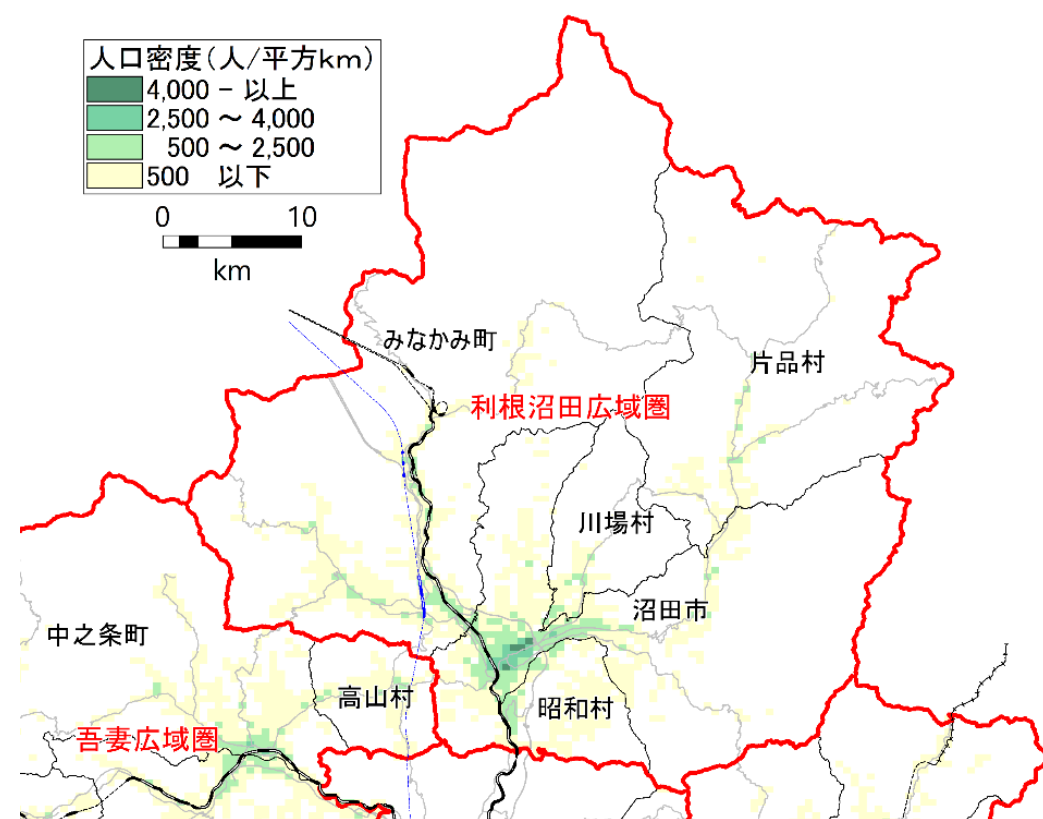 人口密度(人/平方km)
4,000 - 以上
2,500 ～ 4,000
500 ～ 2,500
500 以下
0 10
km
みなかみ町
片品村
利根沼田広域圏
川場村
沼田市
中之条町
高山村
昭和村
吾妻広域圏